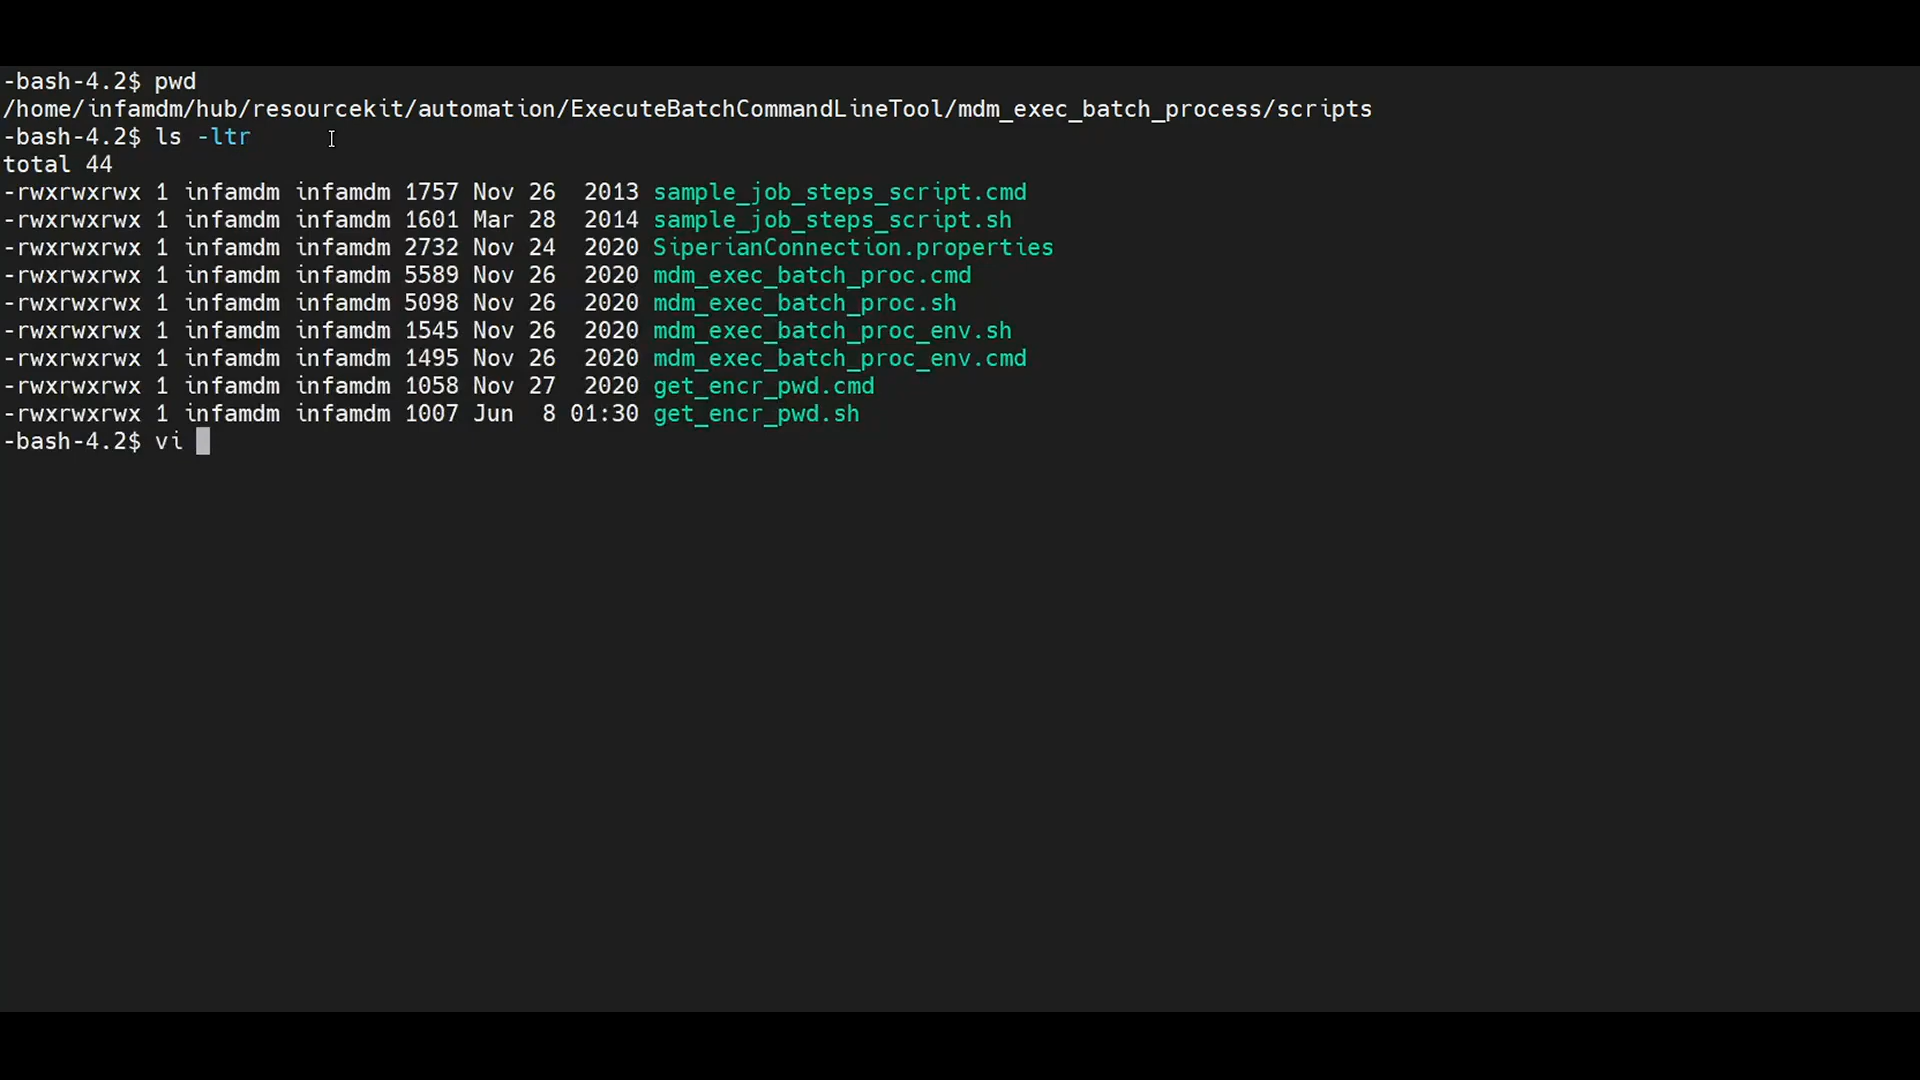 -bash-4.2$ pwd
/home/infamdm/hub/resourcekit/automation/ExecuteBatchCommandLineTool/mdm_exec_batch_process/scripts
-bash-4.2$ ls -ltr
total 44
-rwxrwxrwx 1 infamdm infamdm 1757 Nov 26  2013 sample_job_steps_script.cmd
-rwxrwxrwx 1 infamdm infamdm 1601 Mar 28  2014 sample_job_steps_script.sh
-rwxrwxrwx 1 infamdm infamdm 2732 Nov 24  2020 SiperianConnection.properties
-rwxrwxrwx 1 infamdm infamdm 5589 Nov 26  2020 mdm_exec_batch_proc.cmd
-rwxrwxrwx 1 infamdm infamdm 5098 Nov 26  2020 mdm_exec_batch_proc.sh
-rwxrwxrwx 1 infamdm infamdm 1545 Nov 26  2020 mdm_exec_batch_proc_env.sh
-rwxrwxrwx 1 infamdm infamdm 1495 Nov 26  2020 mdm_exec_batch_proc_env.cmd
-rwxrwxrwx 1 infamdm infamdm 1058 Nov 27  2020 get_encr_pwd.cmd
-rwxrwxrwx 1 infamdm infamdm 1007 Jun  8 01:30 get_encr_pwd.sh
-bash-4.2$ vi